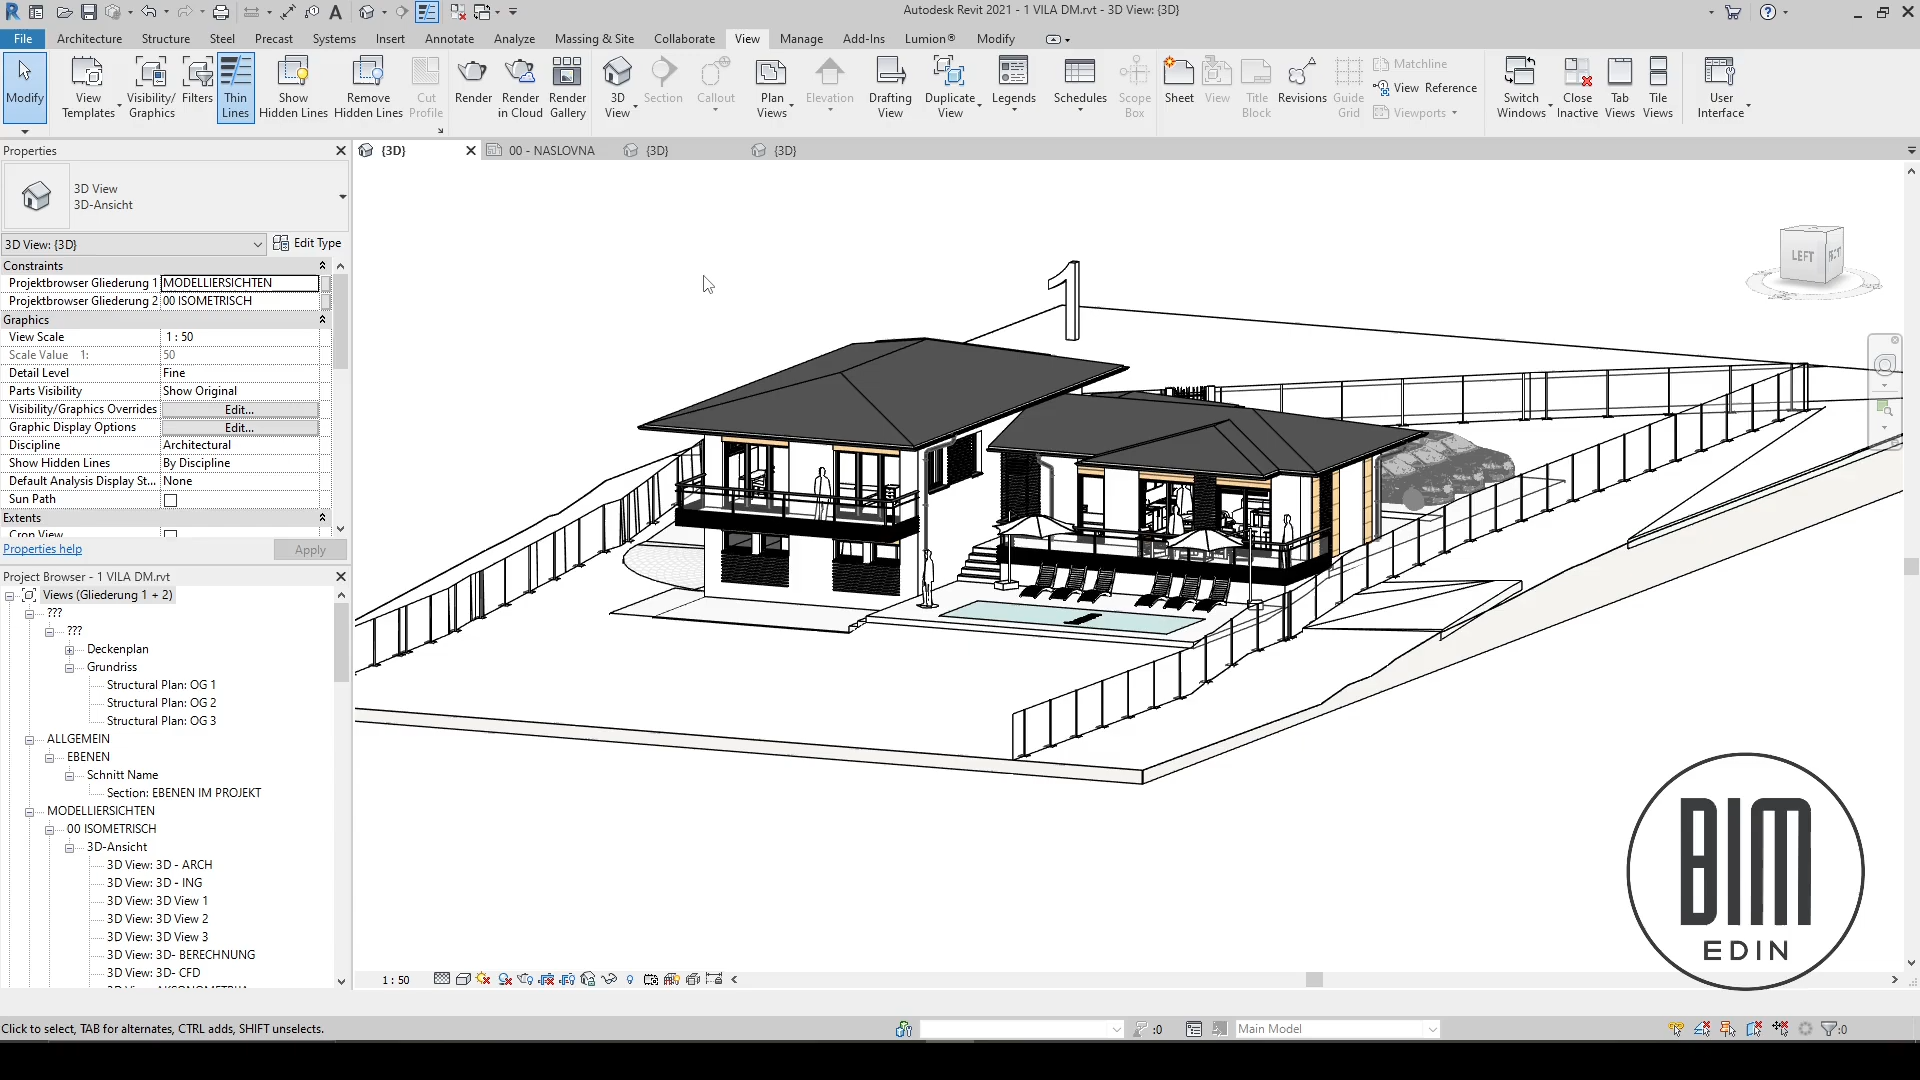 Autodesk Revit 2021 - 1 VILA DM.rvt - 3D View: {3D}
File Architecture Structure Steel Precast Systems Insert Annotate Analyze Massing & Site Collaborate View Manage Add-Ins Lumion® Modify
Modify
View Templates
Visibility/ Graphics
Filters
Thin Lines
Show Hidden Lines
Remove Hidden Lines
Cut Profile
Render
Render in Cloud
Render Gallery
3D View
Section
Callout
Plan Views
Elevation
Drafting View
Duplicate View
Legends
Schedules
Scope Box
Sheet
View
Title Block
Revisions
Guide Grid
Matchline
View Reference
Viewports
Switch Windows
Close Inactive
Tab Views
Tile Views
User Interface
Properties
{3D}
00 - NASLOVNA
{3D}
{3D}
3D View
3D-Ansicht
3D View: {3D}
Edit Type
Constraints
Projektbrowser Gliederung 1 MODELLIERSICHTEN
Projektbrowser Gliederung 2 00 ISOMETRISCH
Graphics
View Scale 1 : 50
Scale Value 1: 50
Detail Level Fine
Parts Visibility Show Original
Visibility/Graphics Overrides Edit...
Graphic Display Options Edit...
Discipline Architectural
Show Hidden Lines By Discipline
Default Analysis Display St... None
Sun Path
Extents
Crop View
Properties help
Apply
Project Browser - 1 VILA DM.rvt
Views (Gliederung 1 + 2)
???
???
Deckenplan
Grundriss
Structural Plan: OG 1
Structural Plan: OG 2
Structural Plan: OG 3
ALLGEMEIN
EBENEN
Schnitt Name
Section: EBENEN IM PROJEKT
MODELLIERSICHTEN
00 ISOMETRISCH
3D-Ansicht
3D View: 3D - ARCH
3D View: 3D - ING
3D View: 3D View 1
3D View: 3D View 2
3D View: 3D View 3
3D View: 3D- BERECHNUNG
3D View: 3D- CFD
1
LEFT
BIM
EDIN
1 : 50
Click to select, TAB for alternates, CTRL adds, SHIFT unselects.
:0
Main Model
:0